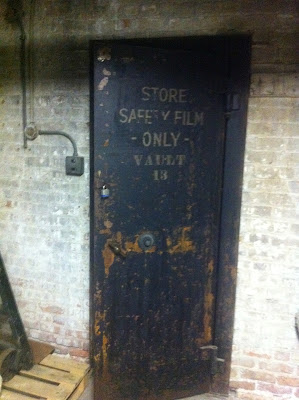 STORE
SAFETY FILM
- ONLY -
VAULT
13